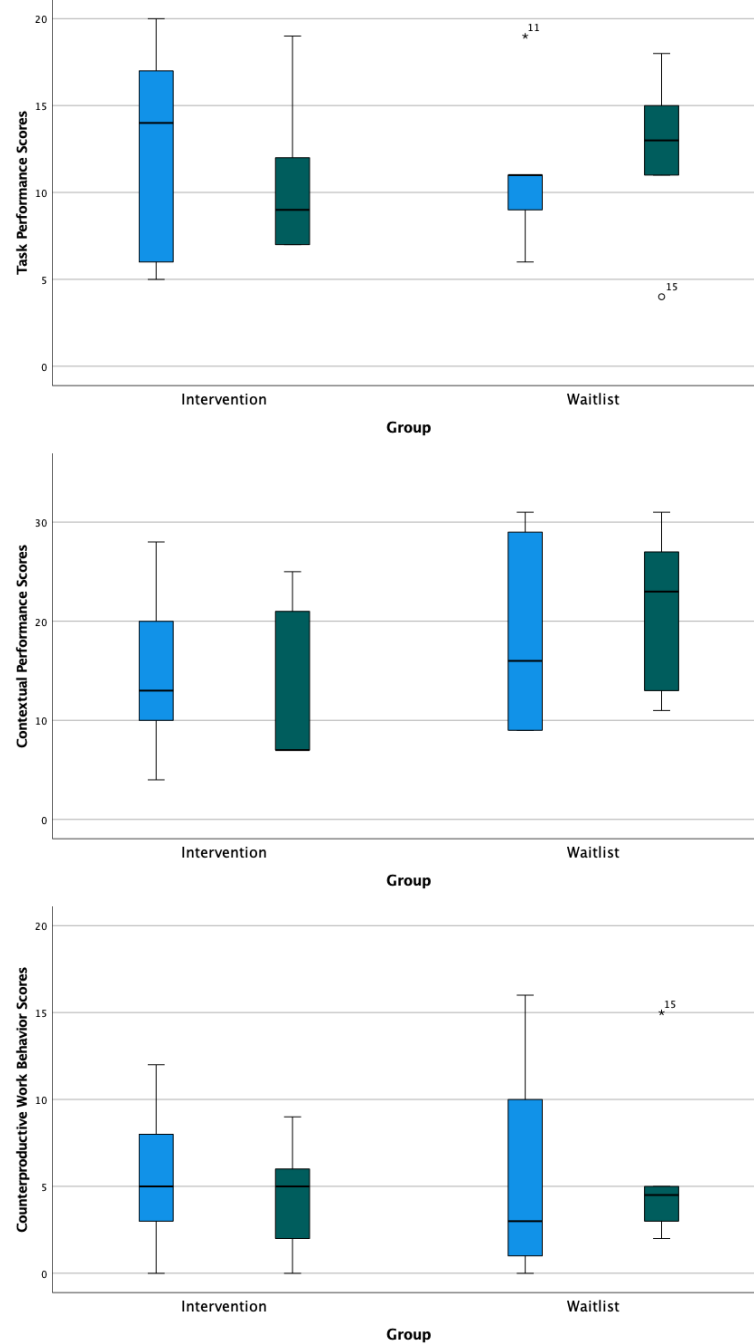 Task Performance Scores
20
15
10
5
0
11
15
Intervention
Waitlist
Group
Contextual Performance Scores
30
20
10
0
Intervention
Waitlist
Group
Counterproductive Work Behavior Scores
20
15
10
5
0
15
Intervention
Waitlist
Group